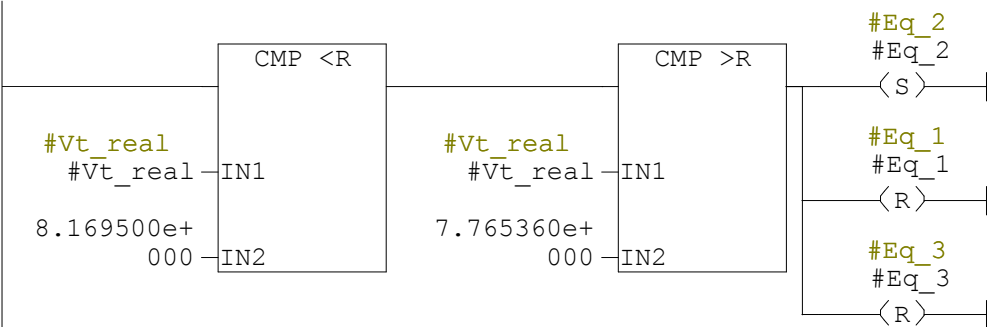 CMP <R
#Vt_real
#Vt_real
IN1
8.169500e+
000
IN2
CMP >R
#Vt_real
#Vt_real
IN1
7.765360e+
000
IN2
#Eq_2
#Eq_2
S
#Eq_1
#Eq_1
R
#Eq_3
#Eq_3
R